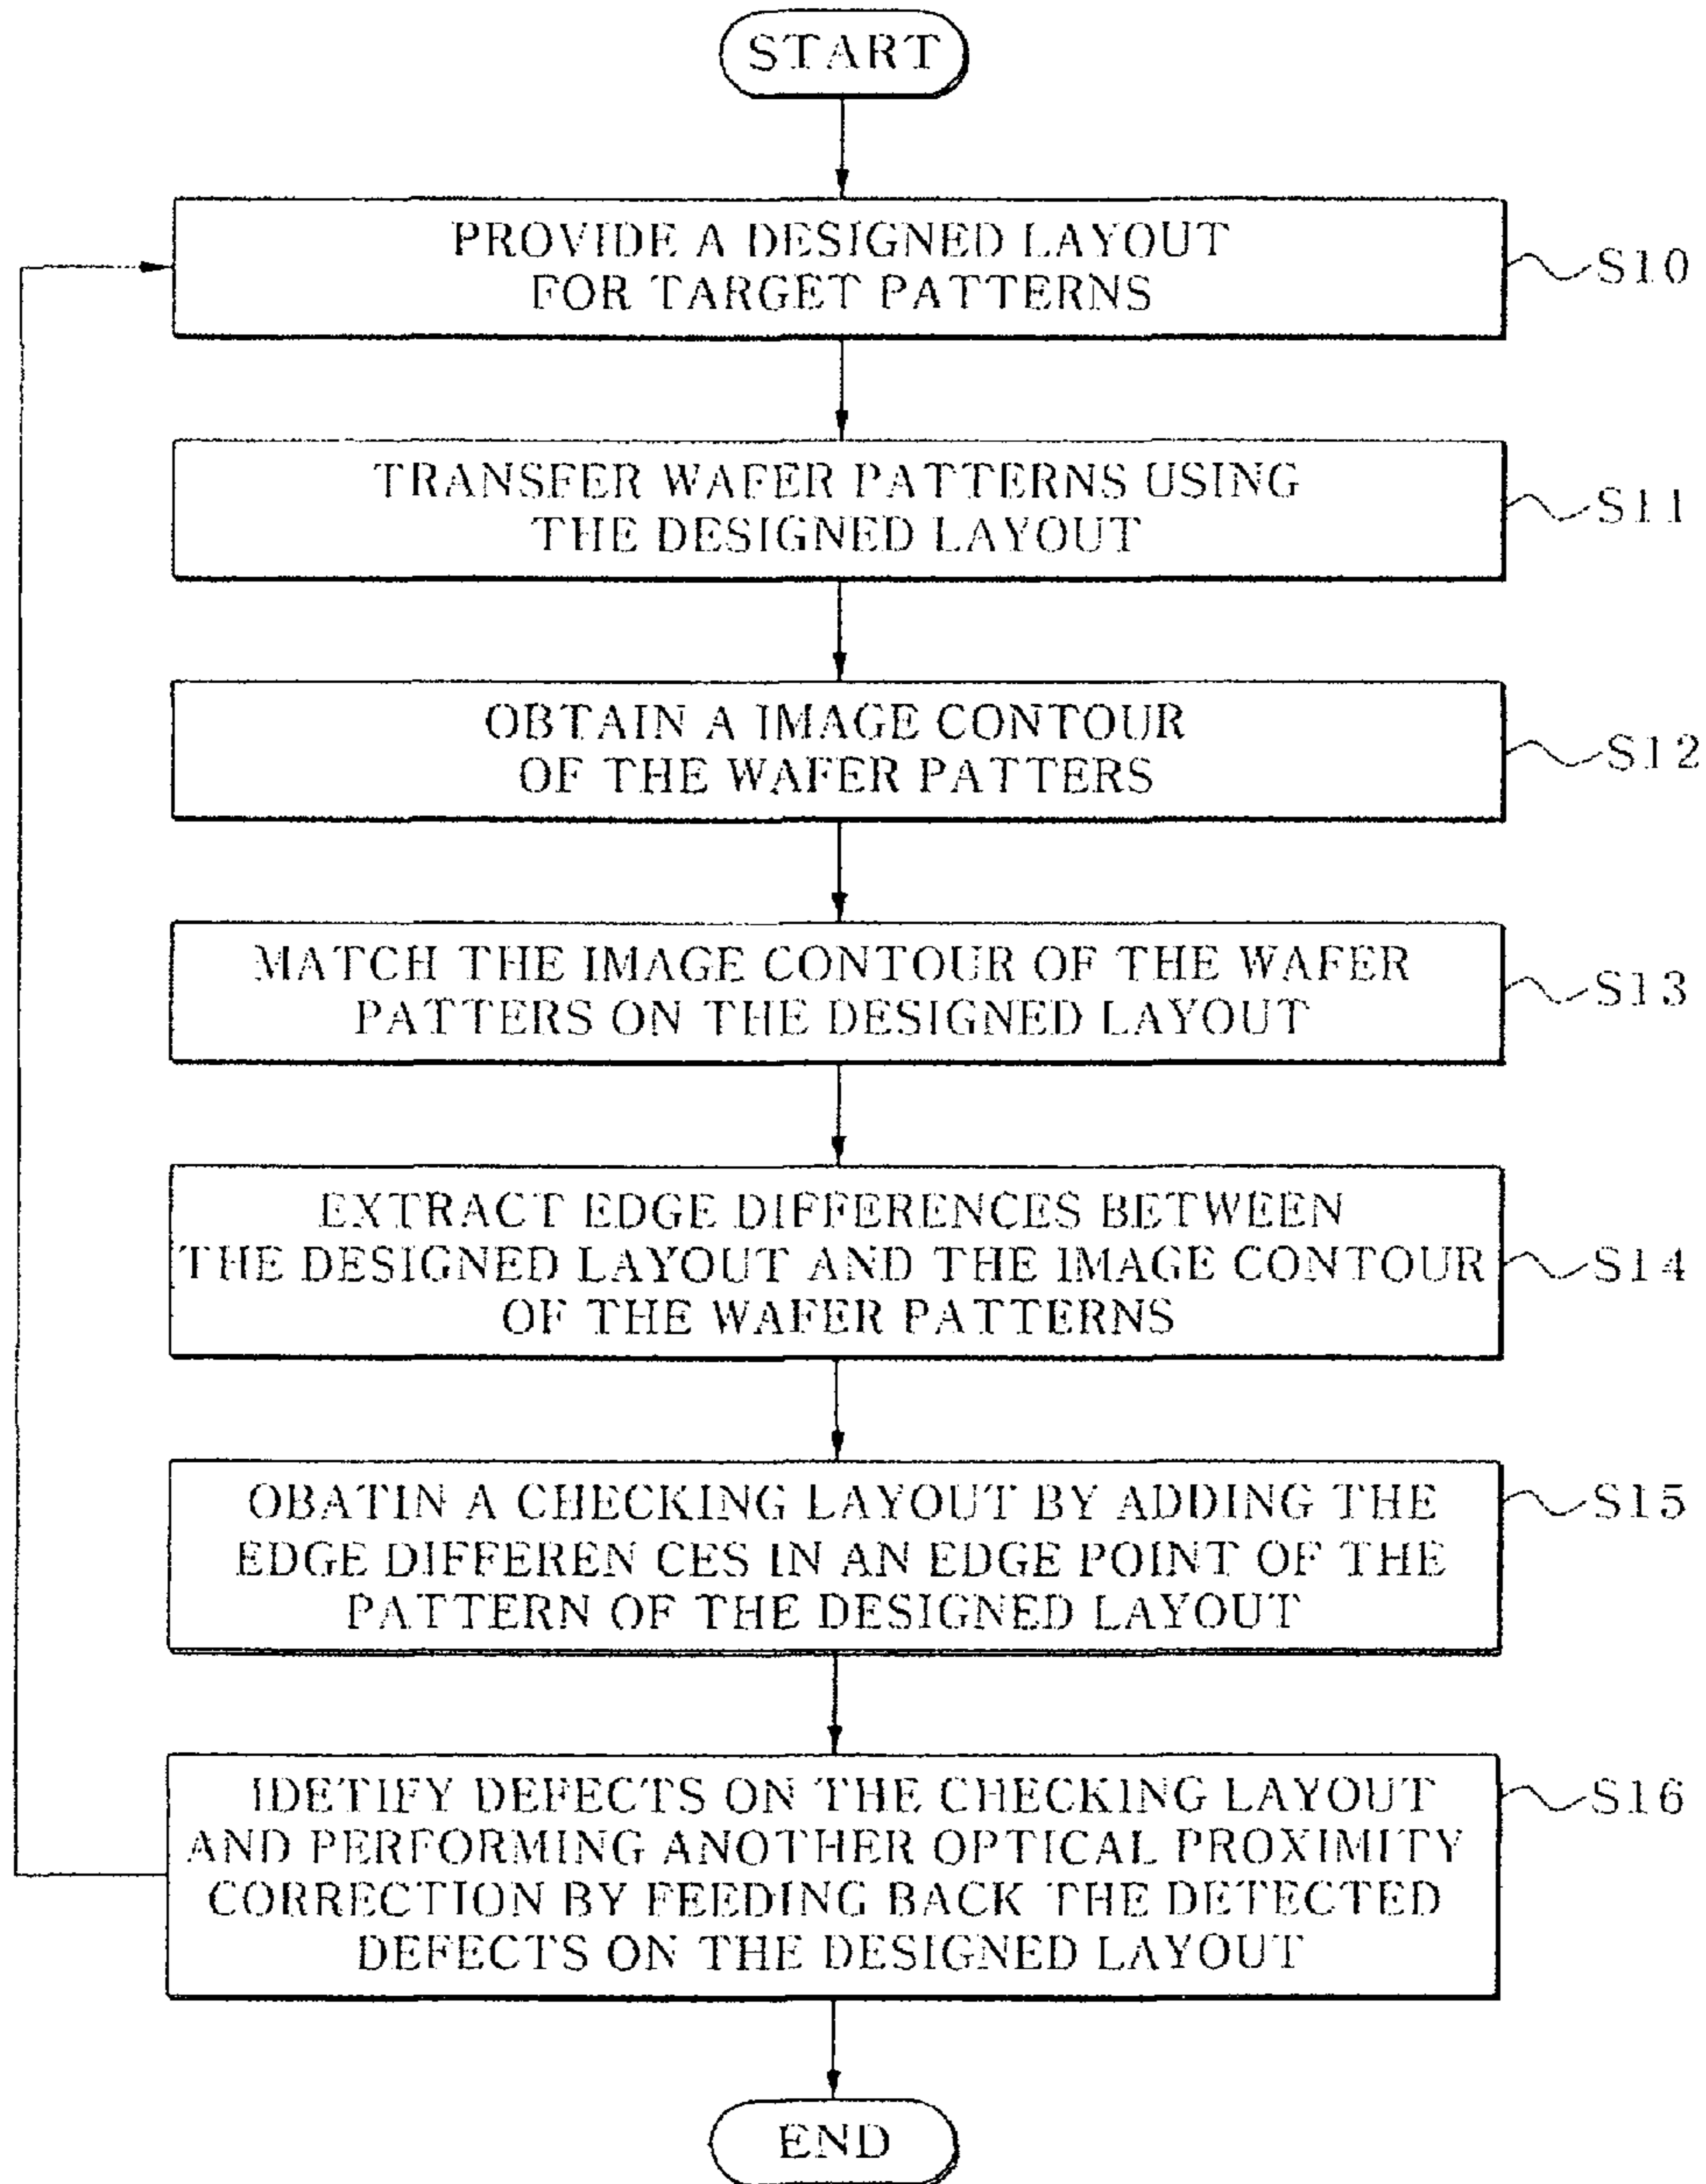 START
PROVIDE A DESIGNED LAYOUT
FOR TARGET PATTERNS
S10
TRANSFER WAFER PATTERNS USING
THE DESIGNED LAYOUT
S11
OBTAIN A IMAGE CONTOUR
OF THE WAFER PATTERS
S12
MATCH THE IMAGE CONTOUR OF THE WAFER
PATTERS ON THE DESIGNED LAYOUT
S13
EXTRACT EDGE DIFFERENCES BETWEEN
THE DESIGNED LAYOUT AND THE IMAGE CONTOUR
OF THE WAFER PATTERNS
S14
OBATIN A CHECKING LAYOUT BY ADDING THE
EDGE DIFFEREN CES IN AN EDGE POINT OF THE
PATTERN OF THE DESIGNED LAYOUT
S15
IDETIFY DEFECTS ON THE CHECKING LAYOUT
AND PERFORMING ANOTHER OPTICAL PROXIMITY
CORRECTION BY FEEDING BACK THE DETECTED
DEFECTS ON THE DESIGNED LAYOUT
S16
END